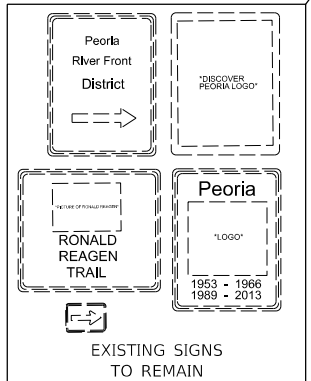 Peoria
River Front
District
"DISCOVER
PEORIA LOGO"
"PICTURE OF RONALD REAGEN"
RONALD
REAGEN
TRAIL
Peoria
"LOGO"
1953 - 1966
1989 - 2013
EXISTING SIGNS
TO REMAIN